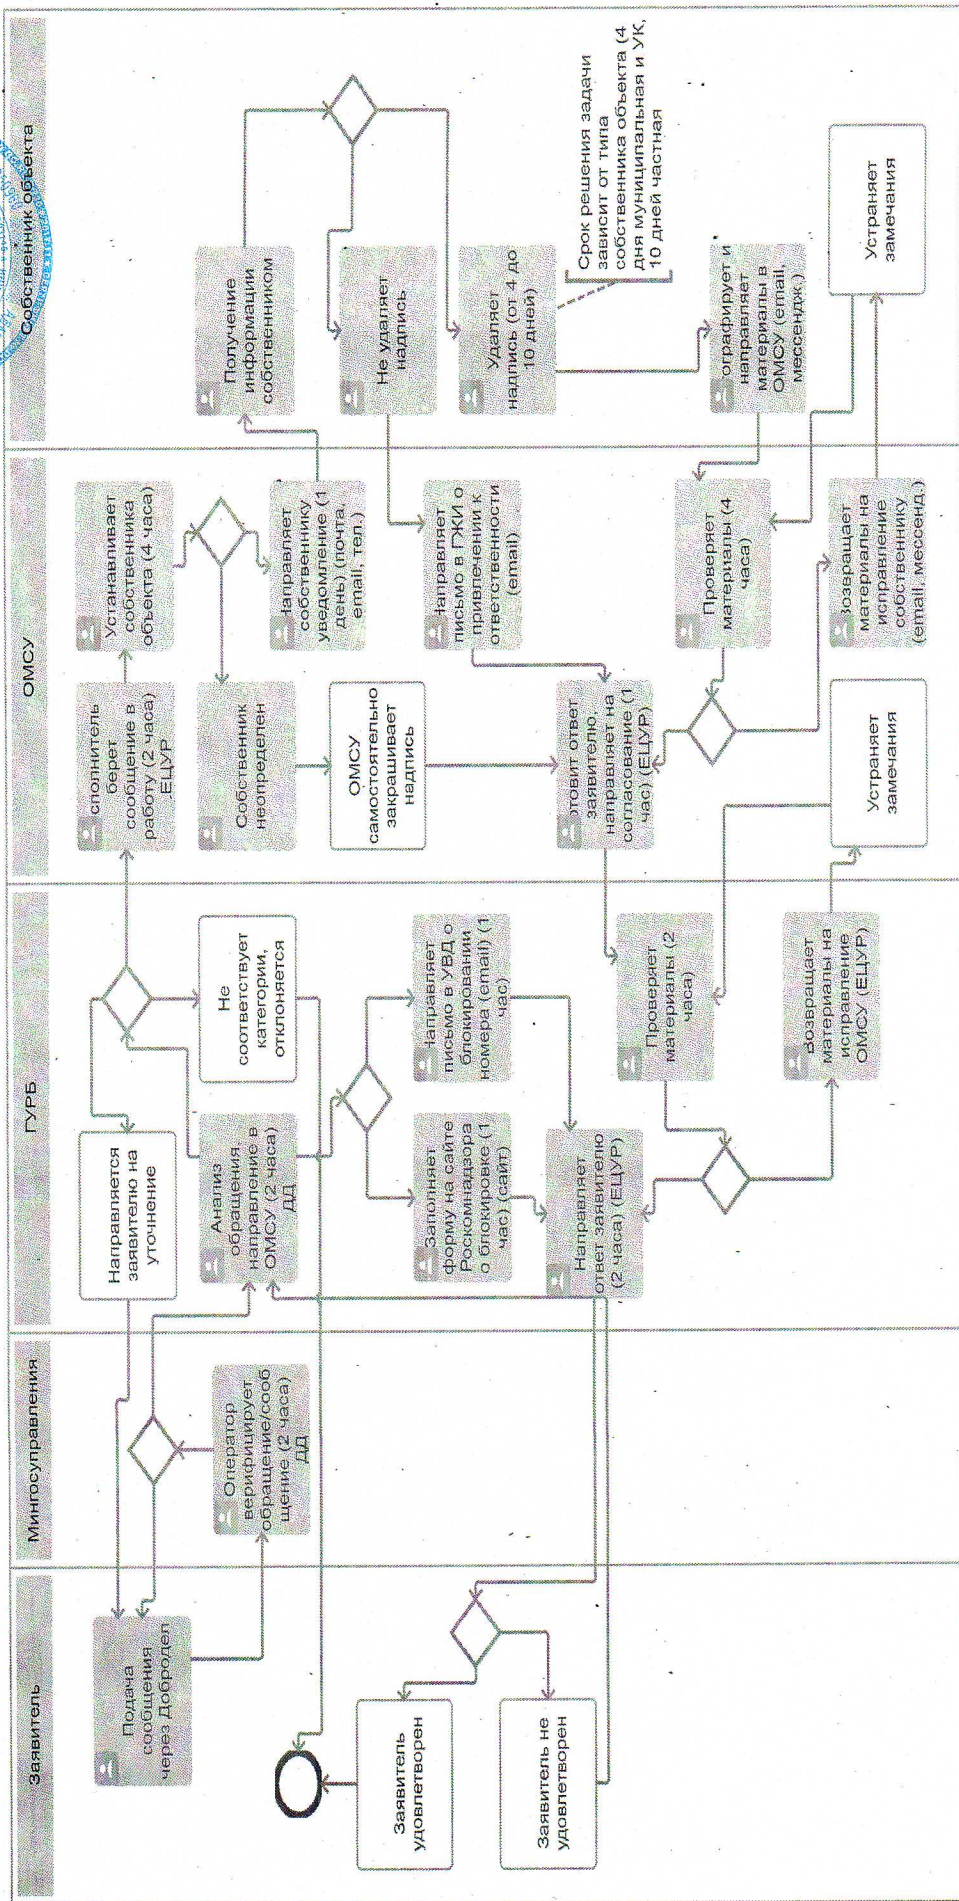 Заявитель
Мингосуправления
ГУРБ
ОМСУ
Собственник объекта
Подача
сообщения
через Добродел
Заявитель
удовлетворен
Заявитель не
удовлетворен
Оператор
верифицирует
обращение/сооб
щение (2 часа)
ДД
Направляется
заявителю на
уточнение
Не
соответствует
категории,
отклоняется
Анализ
обращения,
направление в
ОМСУ (2 часа)
ДД
Заполняет
форму на сайте
Роскомнадзора
о блокировке (1
час) (сайт)
Направляет
письмо в УВД о
блокировании
номера (email) (1
час)
Направляет
ответ заявителю
(2 часа) (ЕЦУР)
Проверяет
материалы (2
часа)
Возвращает
материалы на
исправление
ОМСУ (ЕЦУР)
сполнитель
берет
сообщение в
работу (2 часа)
ЕЦУР
Устанавливает
собственника
объекта (4 часа)
Собственник
неопределен
Направляет
собственнику
уведомление (1
день) (почта,
email, тел.)
ОМСУ
самостоятельно
закрашивает
надпись
Направляет
письмо в ГЖИ о
привлечении к
ответственности
(email)
отовит ответ
заявителю,
направляет на
согласование (1
час) (ЕЦУР)
Проверяет
материалы (4
часа)
Устраняет
замечания
Возвращает
материалы на
исправление
собственнику
(email, мессенд.)
Получение
информации
собственником
Не удаляет
надпись
Удаляет
надпись (от 4 до
10 дней)
Срок решения задачи
зависит от типа
собственника объекта (4
дня муниципальная и УК,
10 дней частная
ографирует и
направляет
материалы в
ОМСУ (email,
мессендж.)
Устраняет
замечания